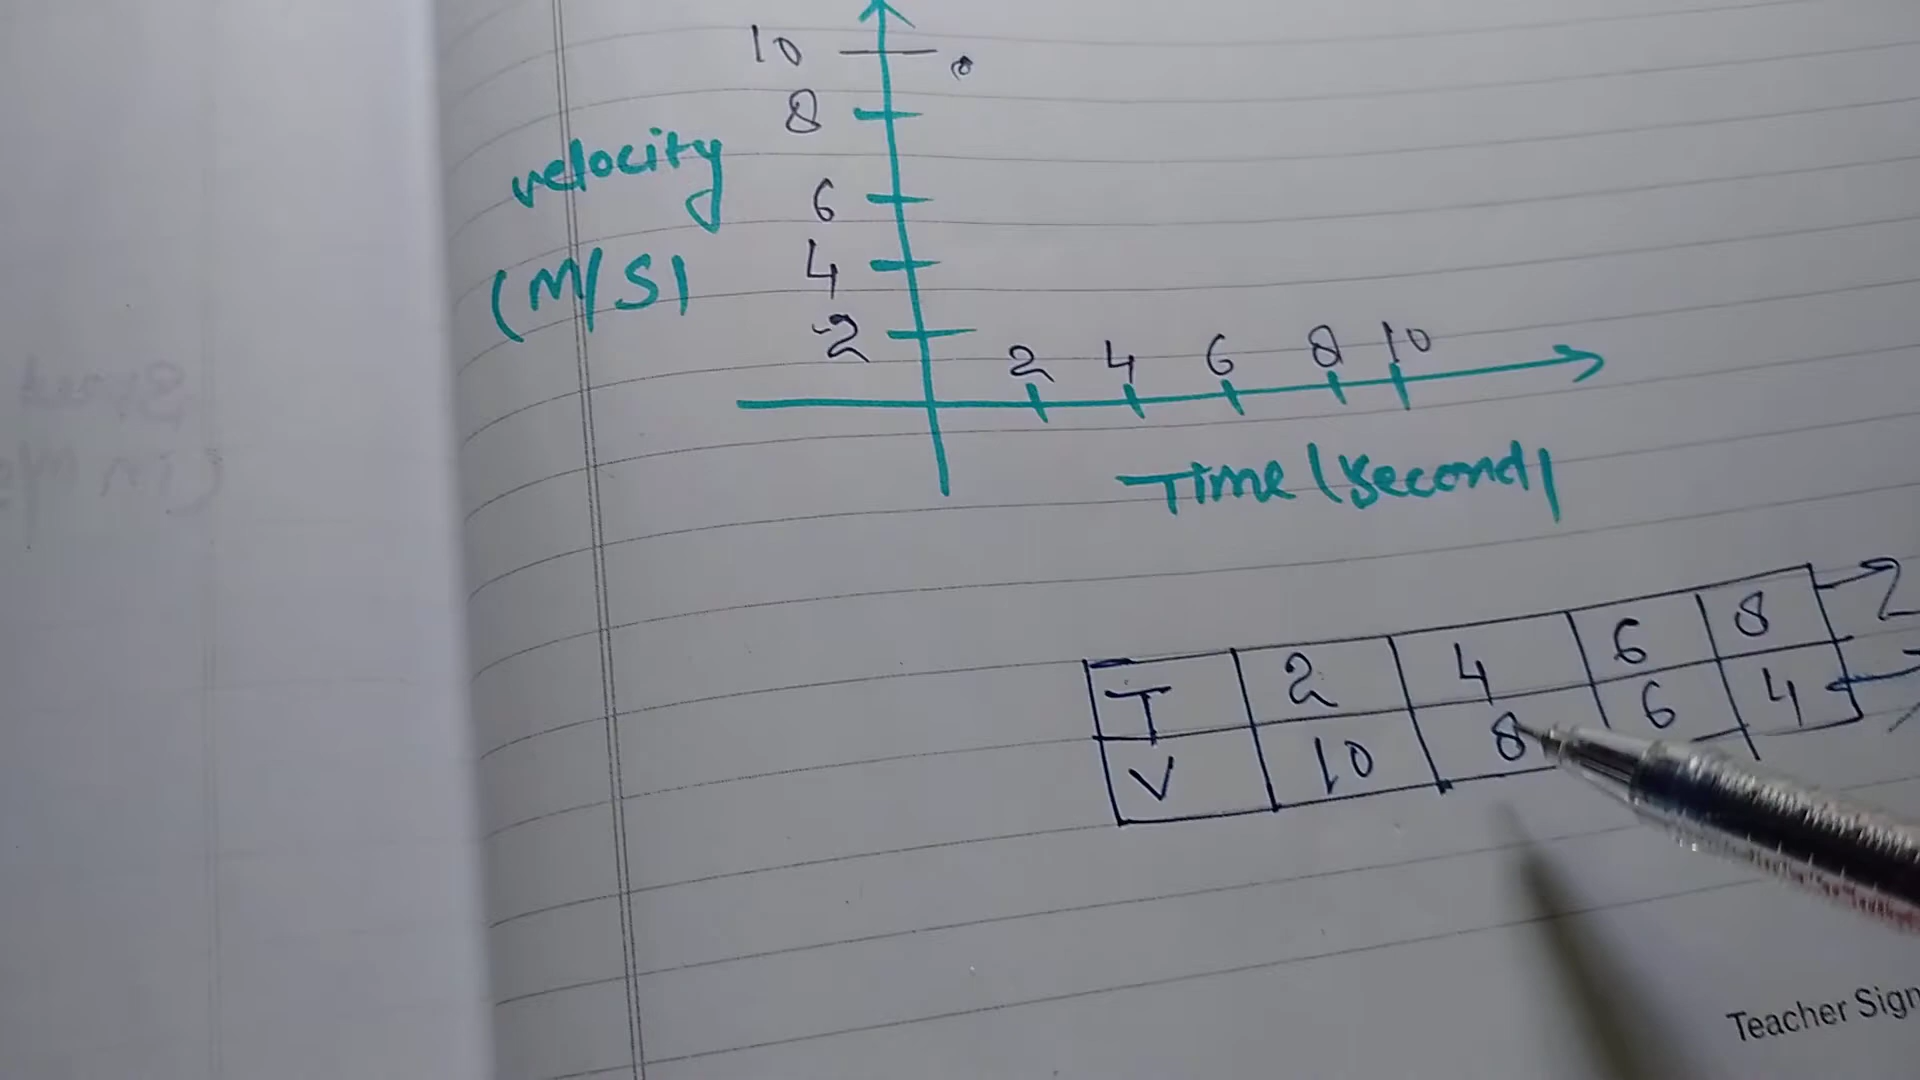 10
8
velocity
6
(M/S)
4
2
2 4 6 8 10
Time (second)
T 2 4 6 8
V 10 8 6 4
Teacher Sign